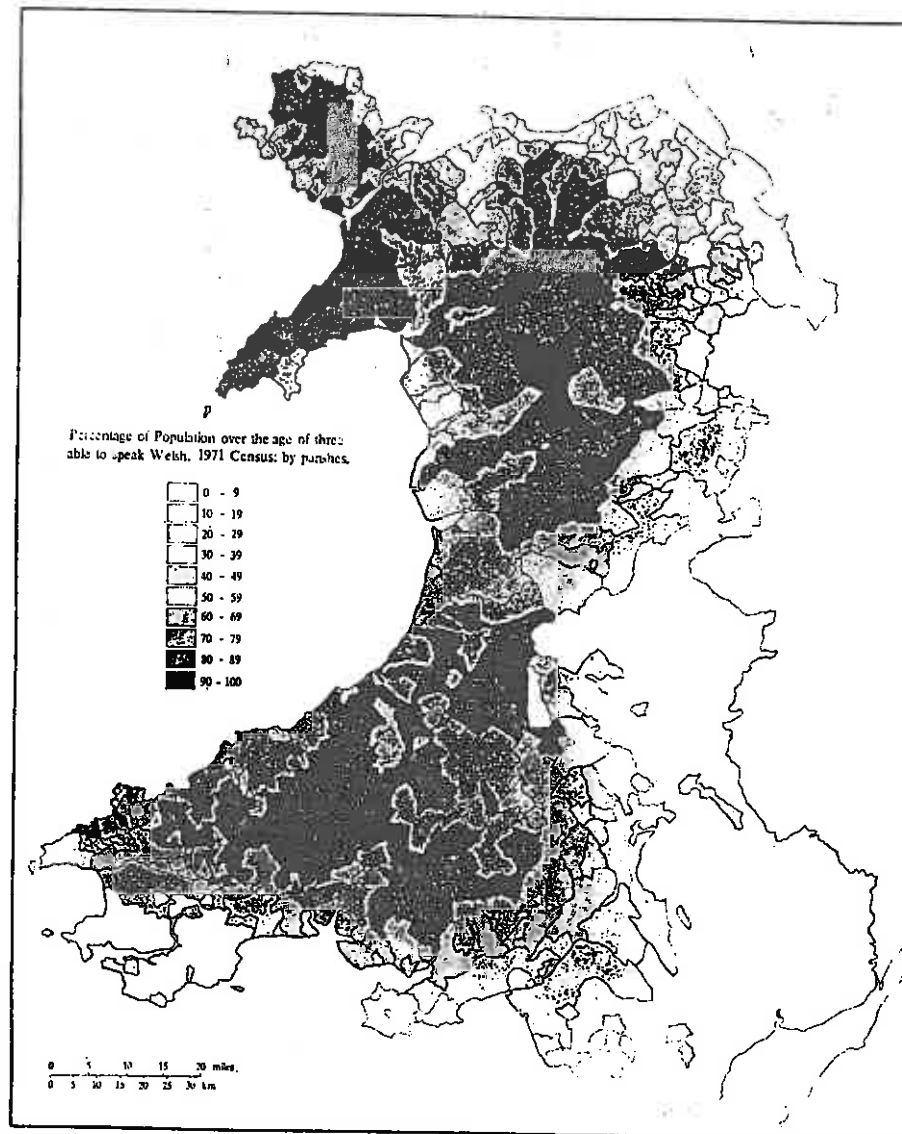 Percentage of Population over the age of three
able to speak Welsh. 1971 Census: by parishes.
0 - 9
10 - 19
20 - 29
30 - 39
40 - 49
50 - 59
60 - 69
70 - 79
80 - 89
90 - 100
0 5 10 15 20 miles.
0 5 10 15 20 25 30 km